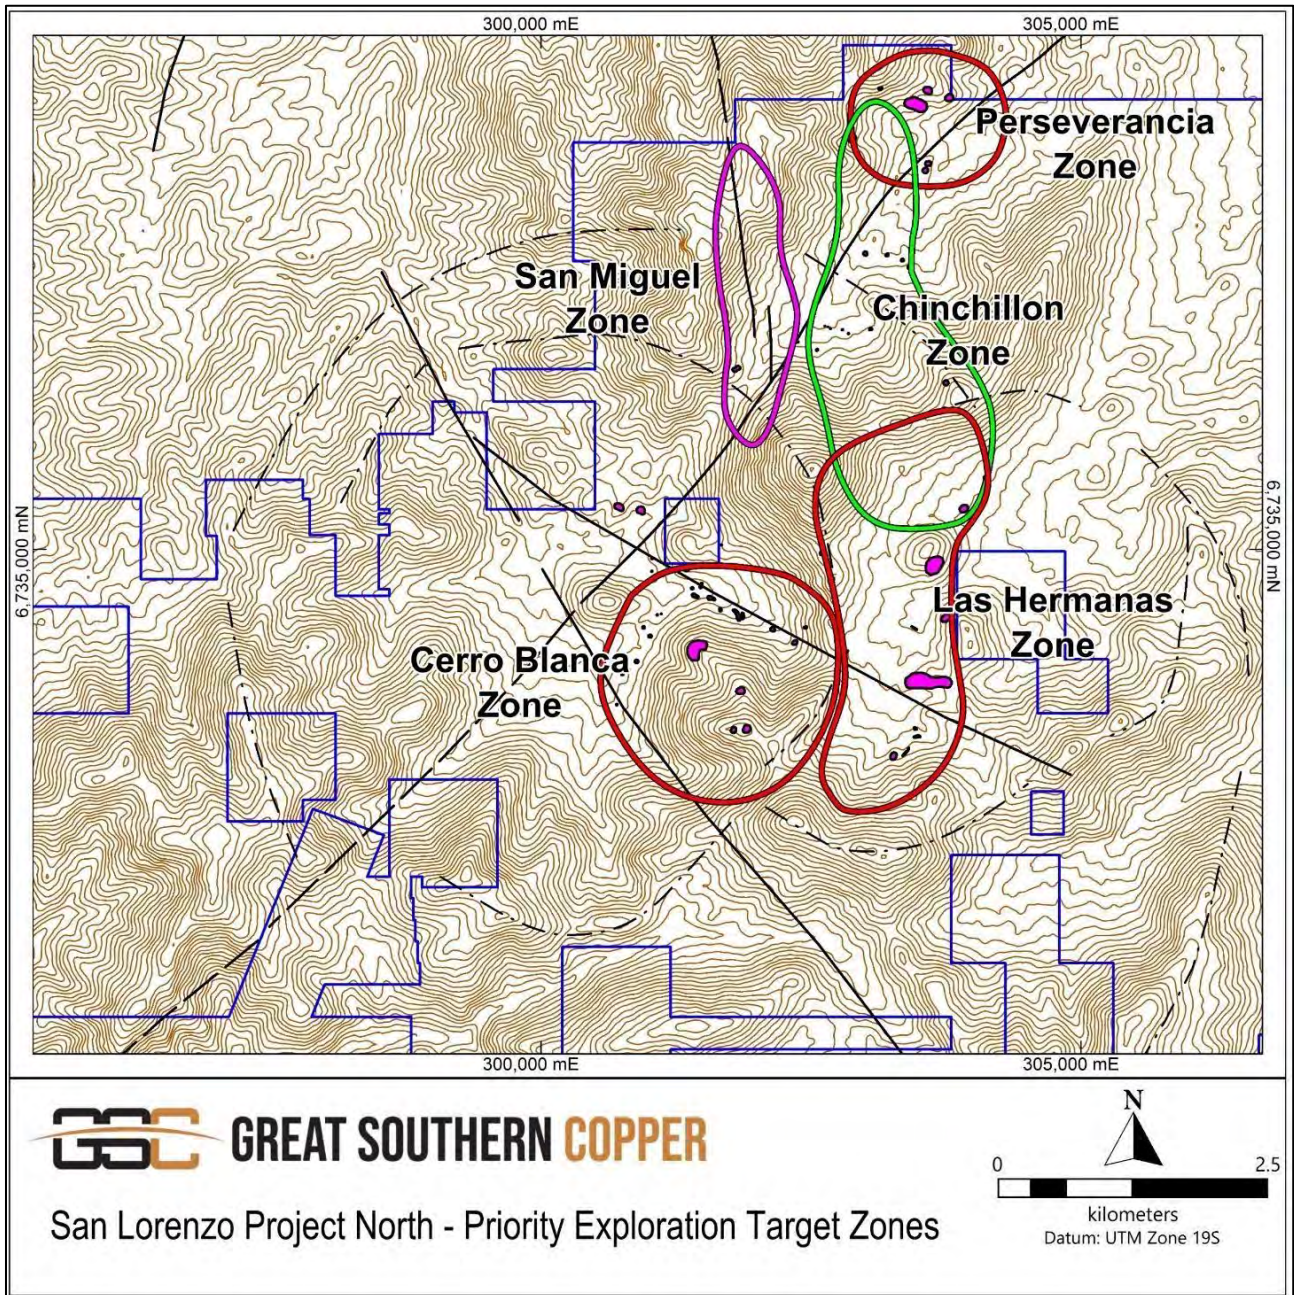 300,000 mE
305,000 mE
Perseverancia
Zone
San Miguel
Zone
Chinchillon
Zone
6,735,000 mN
6,735,000 mN
Las Hermanas
Zone
Cerro Blanca
Zone
300,000 mE
305,000 mE
GSC GREAT SOUTHERN COPPER
San Lorenzo Project North - Priority Exploration Target Zones
N
0 2.5
kilometers
Datum: UTM Zone 19S